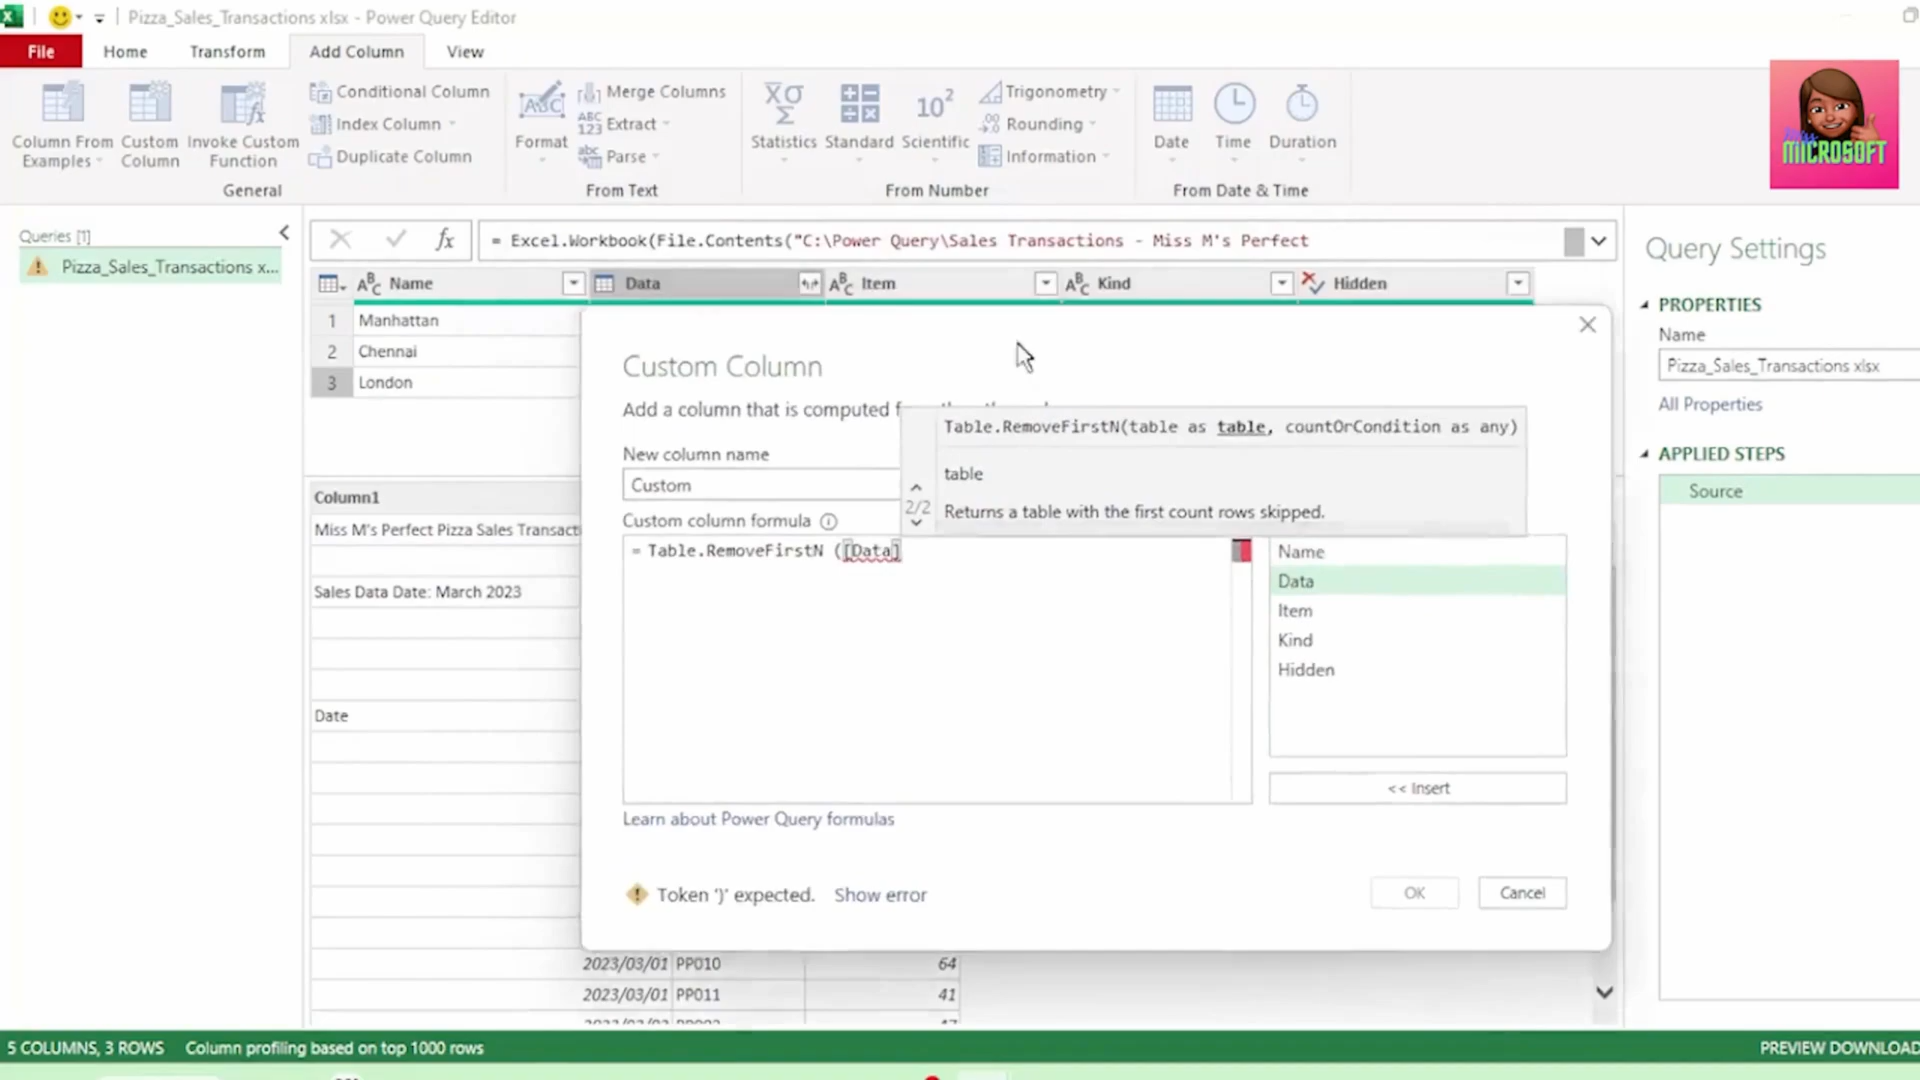 Pizza_Sales_Transactions xlsx - Power Query Editor
File Home Transform Add Column View
Column From Examples
Custom Column
Invoke Custom Function
Conditional Column
Index Column
Duplicate Column
General
Format
Merge Columns
Extract
Parse
From Text
Statistics
Standard
Scientific
Trigonometry
Rounding
Information
From Number
Date
Time
Duration
From Date & Time
MICROSOFT
Queries [1]
Pizza_Sales_Transactions x...
= Excel.Workbook(File.Contents("C:\Power Query\Sales Transactions - Miss M's Perfect
Name Data Item Kind Hidden
1 Manhattan
2 Chennai
3 London
Column1
Miss M's Perfect Pizza Sales Transacti
Sales Data Date: March 2023
Date
2023/03/01 PP010 64
2023/03/01 PP011 41
Custom Column
Add a column that is computed
New column name
Custom
Custom column formula
= Table.RemoveFirstN ([Data]
Table.RemoveFirstN(table as table, countOrCondition as any)
table
2/2
Returns a table with the first count rows skipped.
Name
Data
Item
Kind
Hidden
<< Insert
Learn about Power Query formulas
Token ')' expected. Show error
OK
Cancel
Query Settings
PROPERTIES
Name
Pizza_Sales_Transactions xlsx
All Properties
APPLIED STEPS
Source
5 COLUMNS, 3 ROWS Column profiling based on top 1000 rows
PREVIEW DOWNLOAD